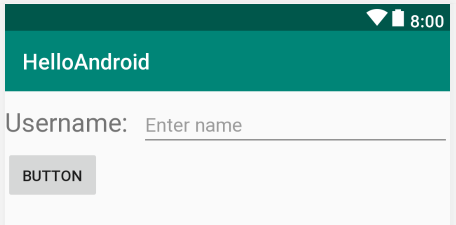 8:00
HelloAndroid
Username: Enter name
BUTTON